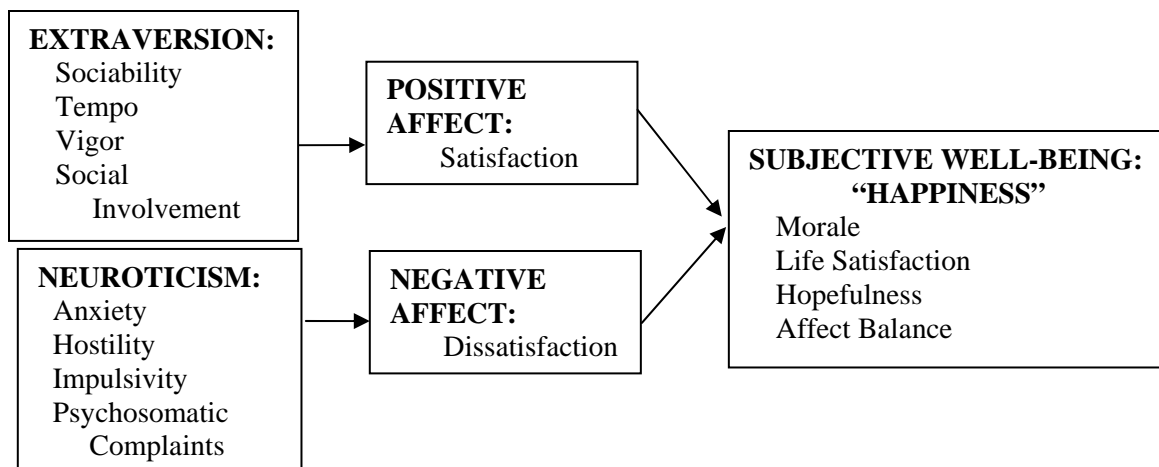 EXTRAVERSION:
Sociability
Tempo
Vigor
Social
Involvement
NEUROTICISM:
Anxiety
Hostility
Impulsivity
Psychosomatic
Complaints
POSITIVE
AFFECT:
Satisfaction
NEGATIVE
AFFECT:
Dissatisfaction
SUBJECTIVE WELL-BEING:
“HAPPINESS”
Morale
Life Satisfaction
Hopefulness
Affect Balance